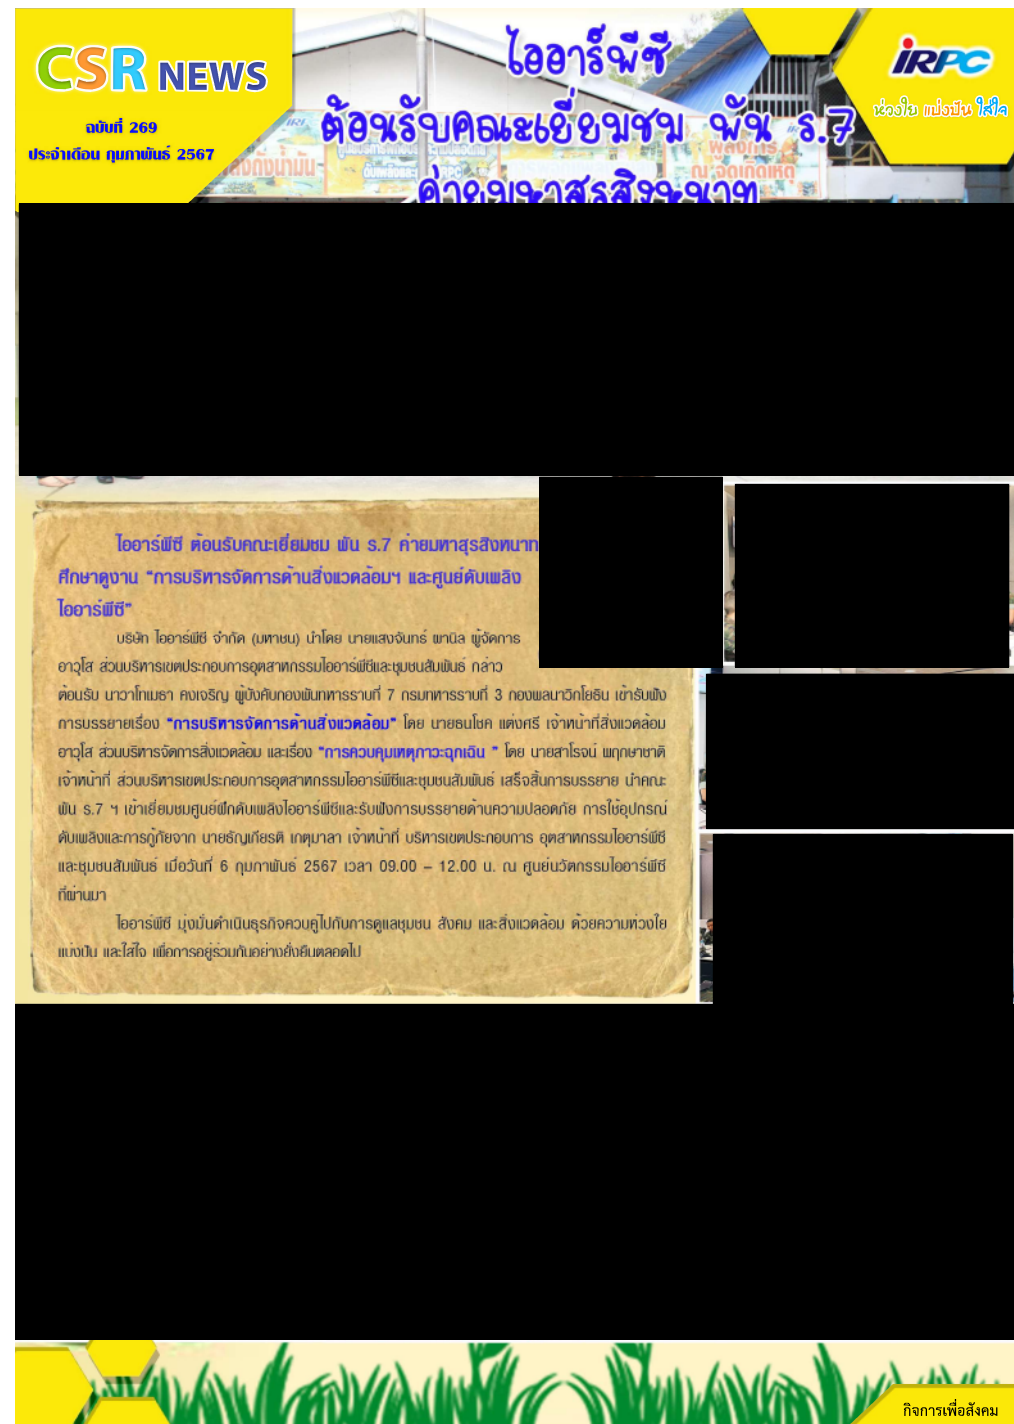 CSR NEWS
ฉบับที่ 269
ประจำเดือน กุมภาพันธ์ 2567
ไออาร์พีซี
ต้อนรับคณะเยี่ยมชม พัน ร.7
ค่ายมหาสุรสิงหนาท
IRPC
ห่วงใย แบ่งปัน ใส่ใจ
ณ จุดเกิดเหตุ
ไออาร์พีซี ต้อนรับคณะเยี่ยมชม พัน ร.7 ค่ายมหาสุรสิงหนาท
ศึกษาดูงาน “การบริหารจัดการด้านสิ่งแวดล้อมฯ และศูนย์ดับเพลิง
ไออาร์พีซี”
บริษัท ไออาร์พีซี จำกัด (มหาชน) นำโดย นายแสงจันทร์ พานิล ผู้จัดการ
อาวุโส ส่วนบริหารเขตประกอบการอุตสาหกรรมไออาร์พีซีและชุมชนสัมพันธ์ กล่าว
ต้อนรับ นาวาโทเมธา คงเจริญ ผู้บังคับกองพันทหารราบที่ 7 กรมทหารราบที่ 3 กองพลนาวิกโยธิน เข้ารับฟัง
การบรรยายเรื่อง “การบริหารจัดการด้านสิ่งแวดล้อม” โดย นายธนโชค แต่งศรี เจ้าหน้าที่สิ่งแวดล้อม
อาวุโส ส่วนบริหารจัดการสิ่งแวดล้อม และเรื่อง “การควบคุมเหตุภาวะฉุกเฉิน ” โดย นายสาโรจน์ พฤกษาชาติ
เจ้าหน้าที่ ส่วนบริหารเขตประกอบการอุตสาหกรรมไออาร์พีซีและชุมชนสัมพันธ์ เสร็จสิ้นการบรรยาย นำคณะ
พัน ร.7 ฯ เข้าเยี่ยมชมศูนย์ฝึกดับเพลิงไออาร์พีซีและรับฟังการบรรยายด้านความปลอดภัย การใช้อุปกรณ์
ดับเพลิงและการกู้ภัยจาก นายธัญเกียรติ เกตุมาลา เจ้าหน้าที่ บริหารเขตประกอบการ อุตสาหกรรมไออาร์พีซี
และชุมชนสัมพันธ์ เมื่อวันที่ 6 กุมภาพันธ์ 2567 เวลา 09.00 – 12.00 น. ณ ศูนย์นวัตกรรมไออาร์พีซี
ที่ผ่านมา
ไออาร์พีซี มุ่งมั่นดำเนินธุรกิจควบคู่ไปกับการดูแลชุมชน สังคม และสิ่งแวดล้อม ด้วยความห่วงใย
แบ่งปัน และใส่ใจ เพื่อการอยู่ร่วมกันอย่างยั่งยืนตลอดไป
กิจการเพื่อสังคม